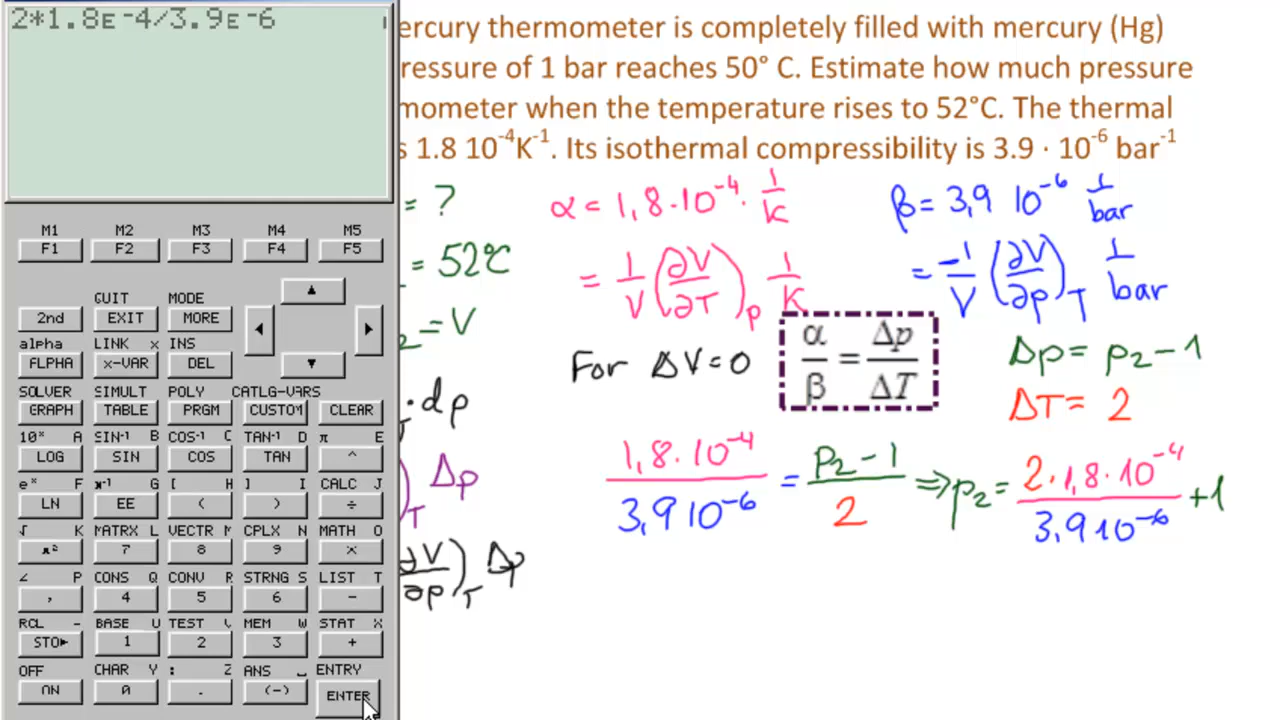 2*1.8E⁻4/3.9E⁻6
ercury thermometer is completely filled with mercury (Hg)
ressure of 1 bar reaches 50° C. Estimate how much pressure
mometer when the temperature rises to 52°C. The thermal
s 1.8 10⁻⁴K⁻¹. Its isothermal compressibility is 3.9 · 10⁻⁶ bar⁻¹
= ?
α = 1,8·10⁻⁴· 1/K
β = 3,9 10⁻⁶ 1/bar
= 52°C
= 1/V (∂V/∂T)p 1/K
= -1/V (∂V/∂p)T 1/bar
2 = V
For ΔV=0
α/β = Δp/ΔT
Δp = p₂-1
ΔT = 2
T · dp
)T Δp
1,8·10⁻⁴/3,9 10⁻⁶ = p₂-1/2 ⇒ p₂ = 2·1,8·10⁻⁴/3,9 10⁻⁶ +1
∂V/∂p)T Δp
M1 M2 M3 M4 M5
F1 F2 F3 F4 F5
QUIT MODE
2nd EXIT MORE
alpha LINK x INS
ALPHA x-VAR DEL
SOLVER SIMULT POLY CATLG-VARS
GRAPH TABLE PRGM CUSTOM CLEAR
10ˣ A SIN⁻¹ B COS⁻¹ C TAN⁻¹ D π E
LOG SIN COS TAN ^
eˣ F x⁻¹ G [ H ] I CALC J
LN EE ( ) ÷
√ K MATRX L VECTR M CPLX N MATH O
x² 7 8 9 ×
∠ P CONS Q CONV R STRNG S LIST T
, 4 5 6 -
RCL = BASE U TEST V MEM W STAT X
STO► 1 2 3 +
OFF CHAR Y : Z ANS ␣ ENTRY
ON 0 . (-) ENTER